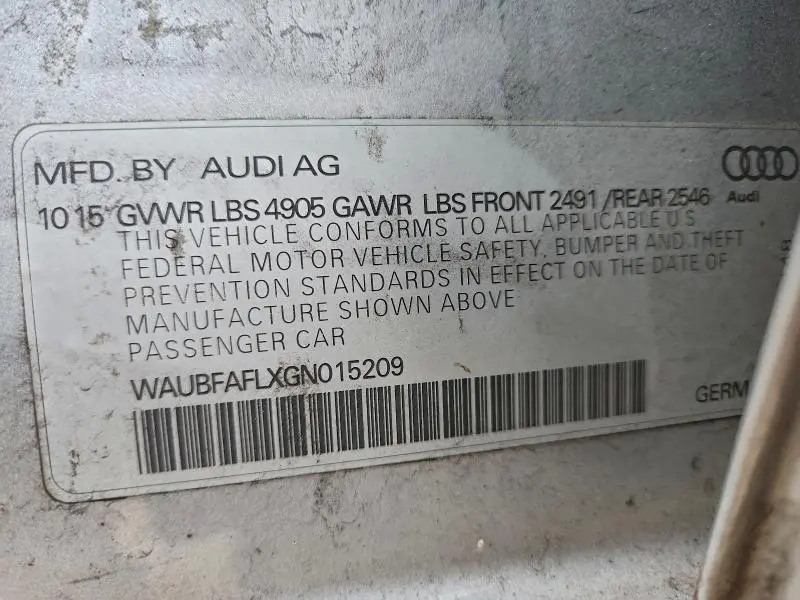 MFD. BY AUDI AG
10 15 GVWR LBS 4905 GAWR LBS FRONT 2491 /REAR 2546
Audi
THIS VEHICLE CONFORMS TO ALL APPLICABLE U S
FEDERAL MOTOR VEHICLE SAFETY, BUMPER AND THEFT
PREVENTION STANDARDS IN EFFECT ON THE DATE OF
MANUFACTURE SHOWN ABOVE
PASSENGER CAR
WAUBFAFLXGN015209
GERM